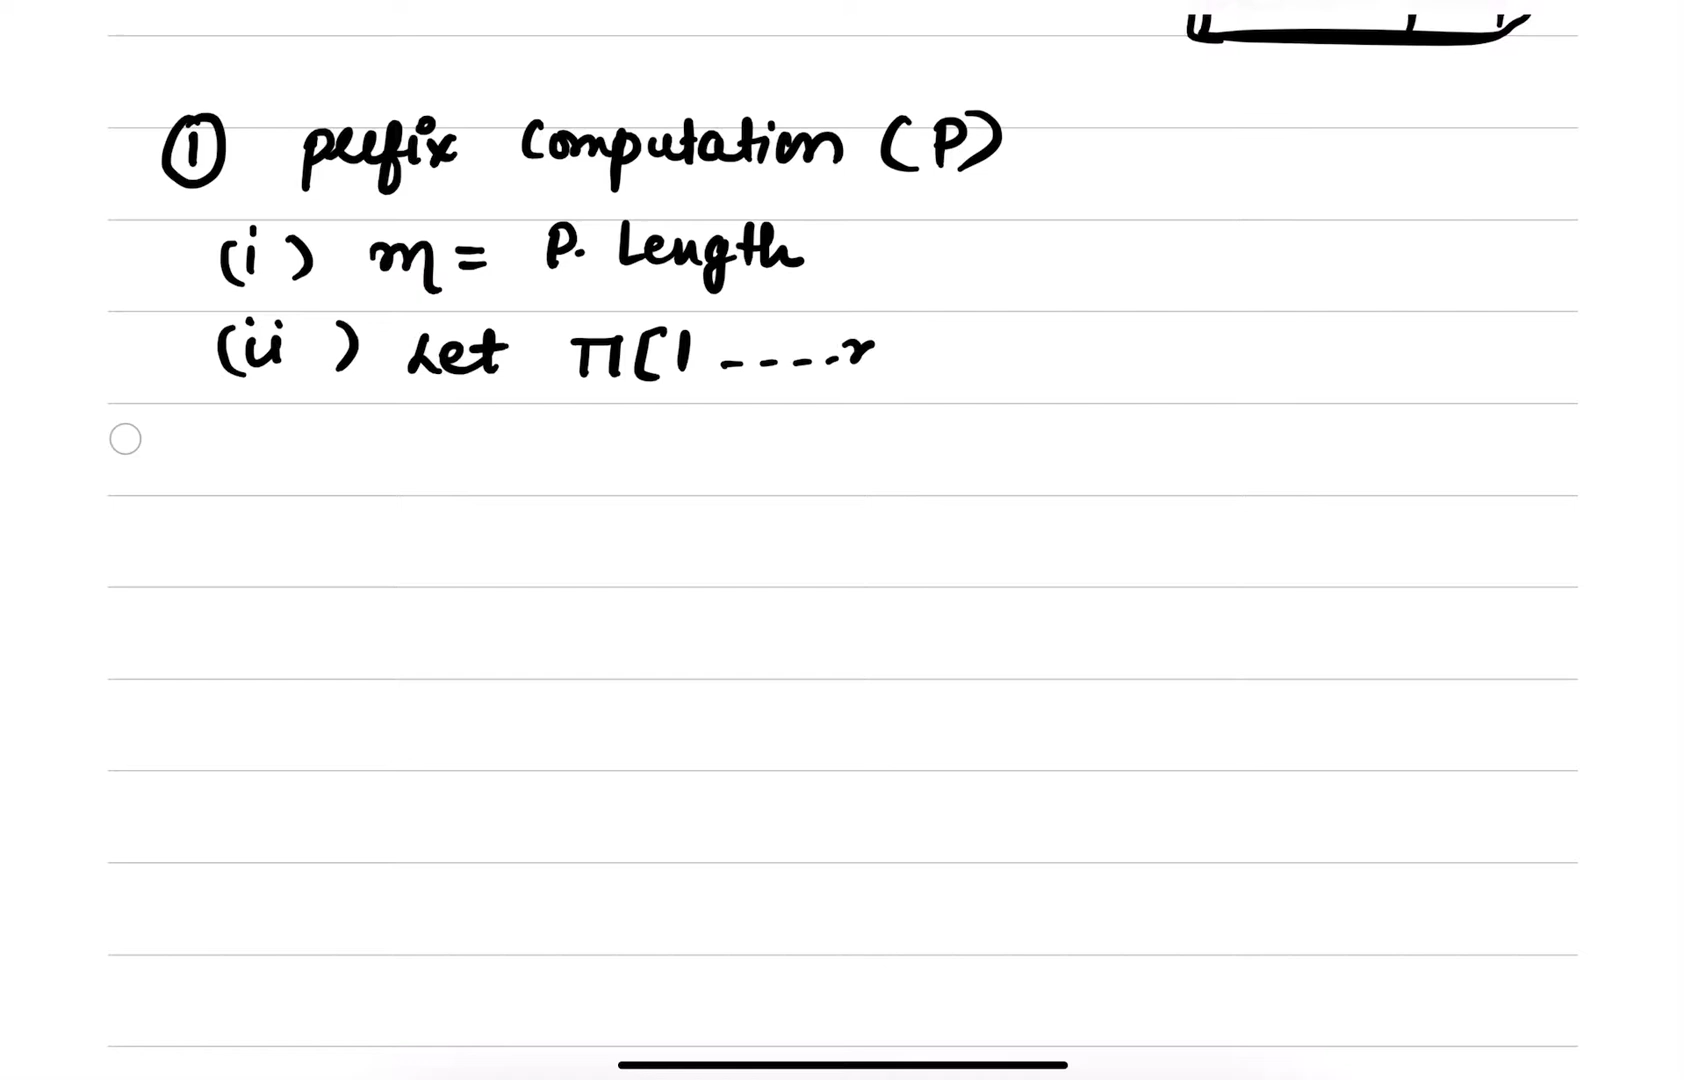 ① prefix Computation (P)
(i) m = P. Length
(ii) Let π[1 ----r